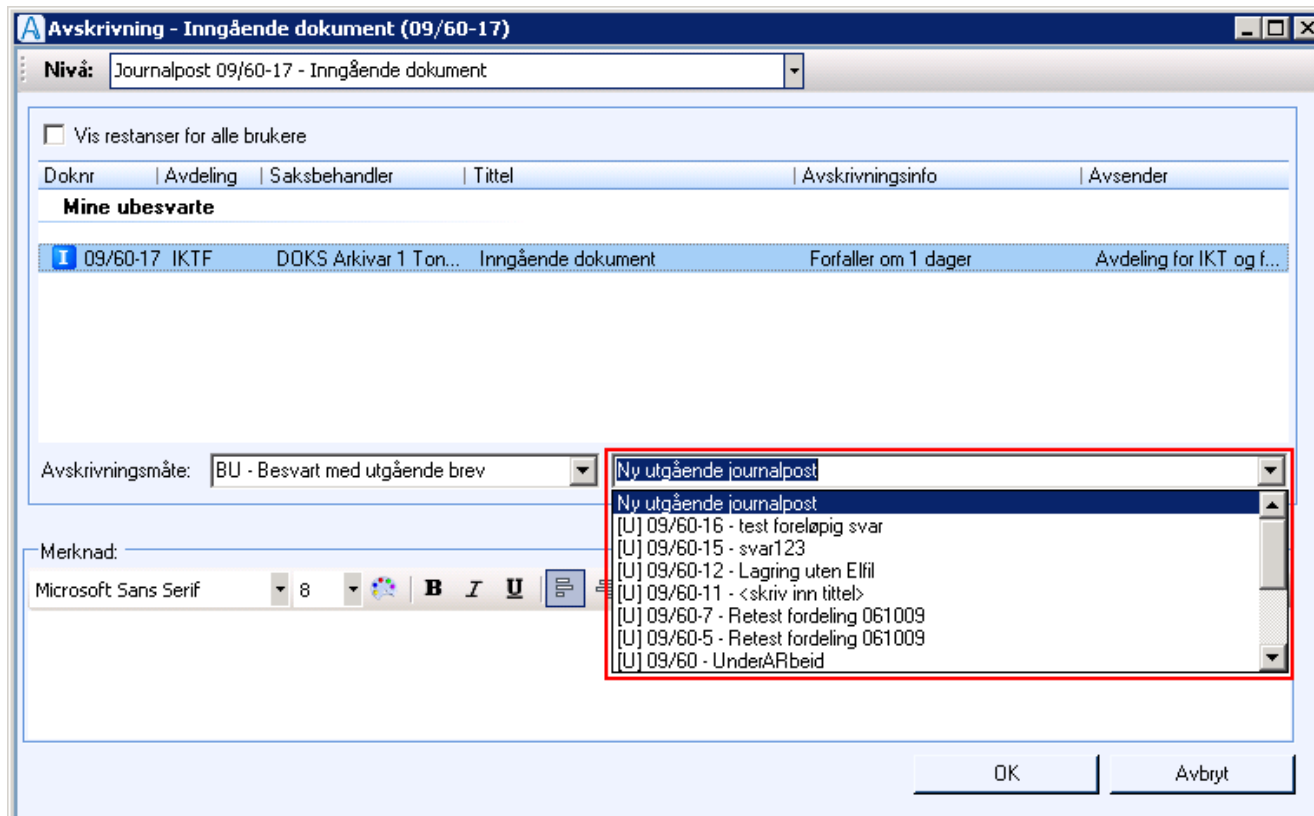 Avskrivning - Inngående dokument (09/60-17)
Nivå: Journalpost 09/60-17 - Inngående dokument
Vis restanser for alle brukere
Doknr | Avdeling | Saksbehandler | Tittel | Avskrivningsinfo | Avsender
Mine ubesvarte
I 09/60-17 IKTF DOKS Arkivar 1 Ton... Inngående dokument Forfaller om 1 dager Avdeling for IKT og f...
Avskrivningsmåte: BU - Besvart med utgående brev Ny utgående journalpost
Ny utgående journalpost
[U] 09/60-16 - test foreløpig svar
[U] 09/60-15 - svar123
[U] 09/60-12 - Lagring uten Elfil
[U] 09/60-11 - <skriv inn tittel>
[U] 09/60-7 - Retest fordeling 061009
[U] 09/60-5 - Retest fordeling 061009
[U] 09/60 - UnderARbeid
Merknad:
Microsoft Sans Serif 8 B I U
OK Avbryt